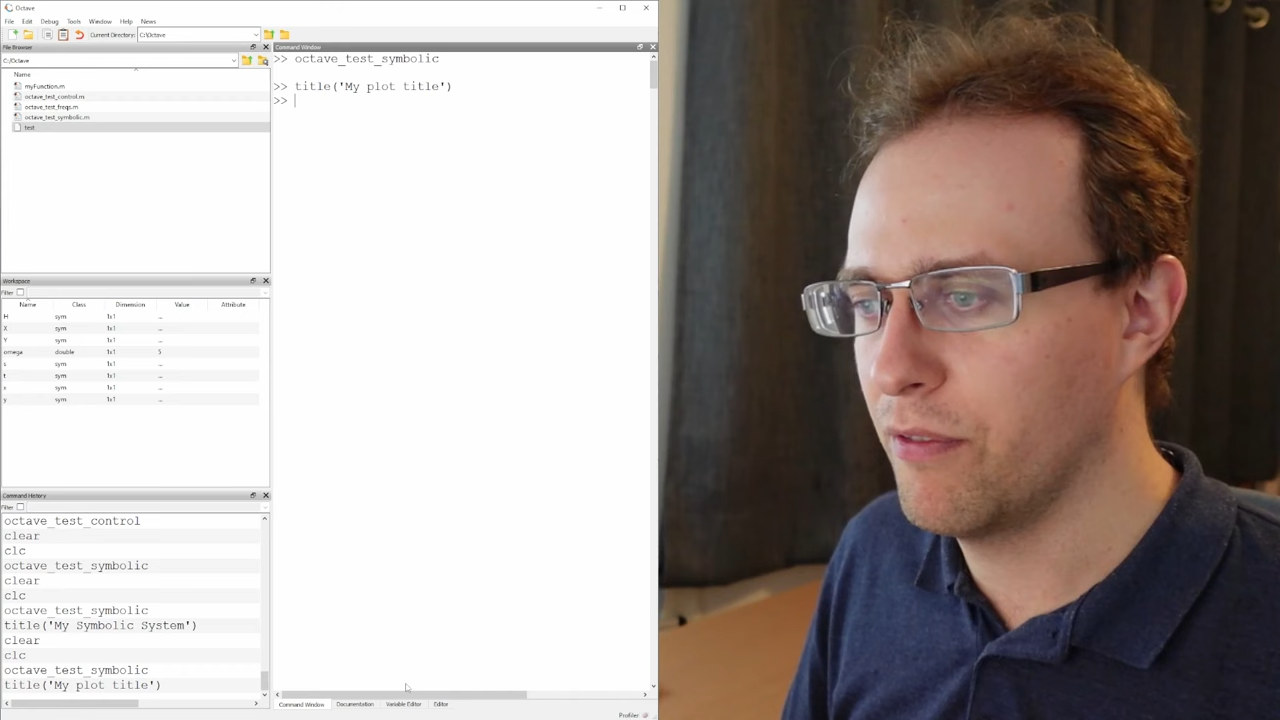 Octave
File Edit Debug Tools Window Help News
Current Directory: C:\Octave
File Browser
C:/Octave
Name
myFunction.m
octave_test_control.m
octave_test_freqs.m
octave_test_symbolic.m
test
Workspace
Filter
Name Class Dimension Value Attribute
H sym 1x1 ...
X sym 1x1 ...
Y sym 1x1 ...
omega double 1x1 5
s sym 1x1 ...
t sym 1x1 ...
x sym 1x1 ...
y sym 1x1 ...
Command History
Filter
octave_test_control
clear
clc
octave_test_symbolic
clear
clc
octave_test_symbolic
title('My Symbolic System')
clear
clc
octave_test_symbolic
title('My plot title')
Command Window
>> octave_test_symbolic
>> title('My plot title')
>>
Command Window Documentation Variable Editor Editor
Profiler